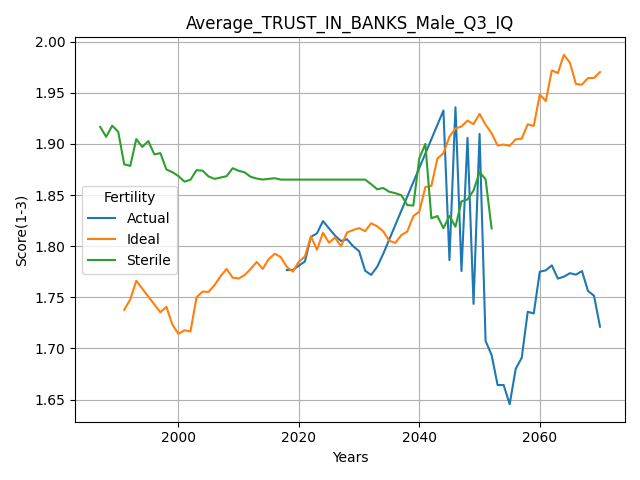 Average_TRUST_IN_BANKS_Male_Q3_IQ
2.00
1.95
1.90
1.85
1.80
1.75
1.70
1.65
Score(1-3)
Fertility
Actual
Ideal
Sterile
2000 2020 2040 2060
Years